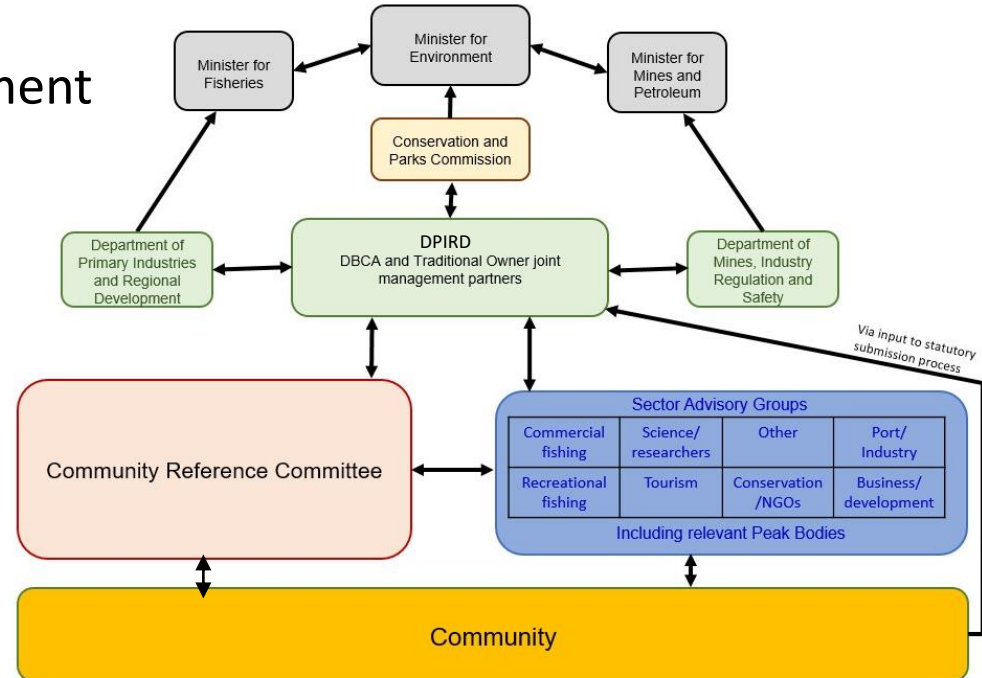 nent
Minister for
Fisheries
Minister for
Environment
Minister for
Mines and
Petroleum
Conservation and
Parks Commission
Department of
Primary Industries
and Regional
Development
DPIRD
DBCA and Traditional Owner joint
management partners
Department of
Mines, Industry
Regulation and
Safety
Via input to statutory
submission process
Community Reference Committee
Sector Advisory Groups
Commercial
fishing
Science/
researchers
Other
Port/
Industry
Recreational
fishing
Tourism
Conservation
/NGOs
Business/
development
Including relevant Peak Bodies
Community